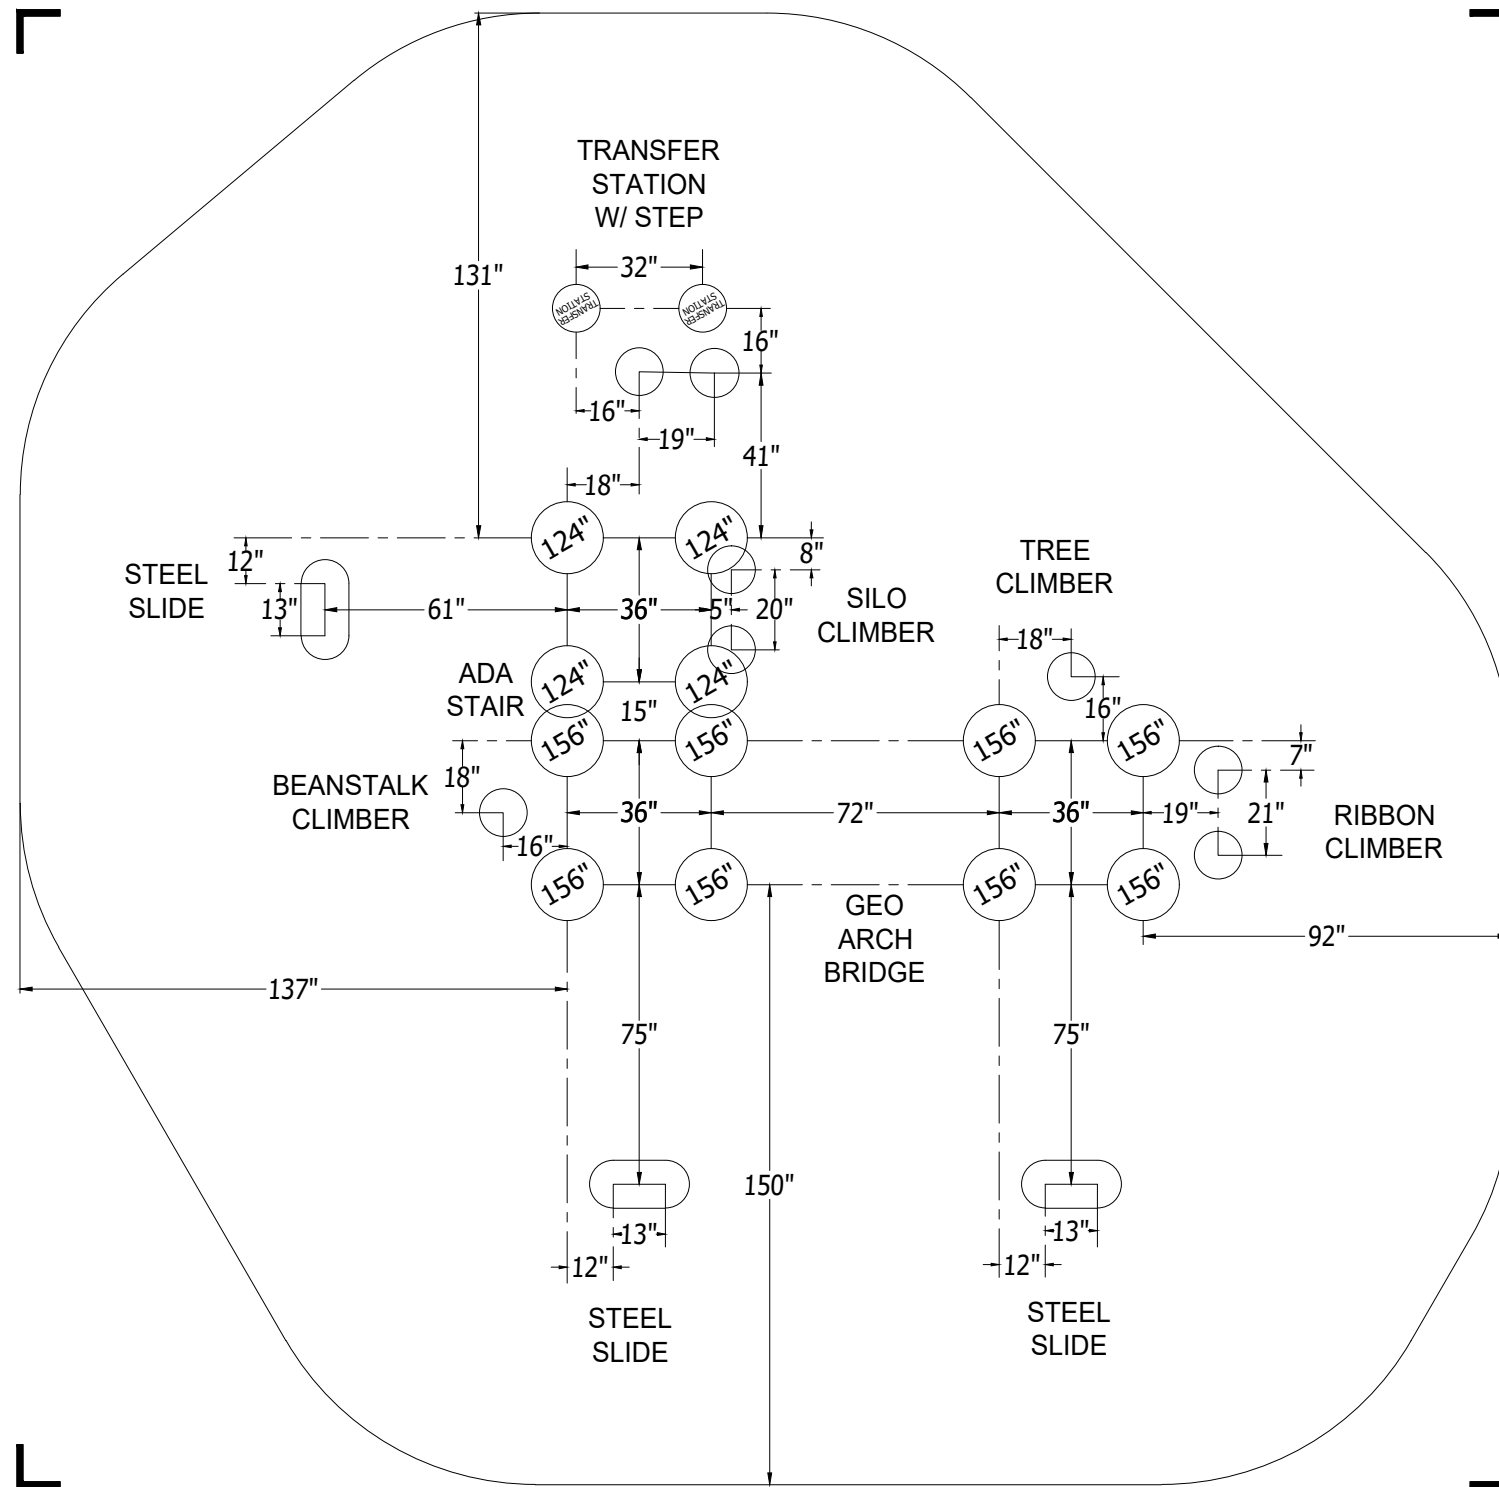 TRANSFER
STATION
W/ STEP
131"
32"
TRANSFER
STATION
TRANSFER
STATION
16"
16"
19"
41"
18"
124"
124"
8"
12"
STEEL
SLIDE
13"
61"
36"
5"
20"
SILO
CLIMBER
TREE
CLIMBER
18"
16"
ADA
STAIR
124"
124"
15"
156"
156"
156"
156"
7"
18"
BEANSTALK
CLIMBER
16"
36"
72"
36"
19"
21"
RIBBON
CLIMBER
156"
156"
156"
156"
GEO
ARCH
BRIDGE
92"
137"
75"
75"
150"
13"
12"
STEEL
SLIDE
13"
12"
STEEL
SLIDE